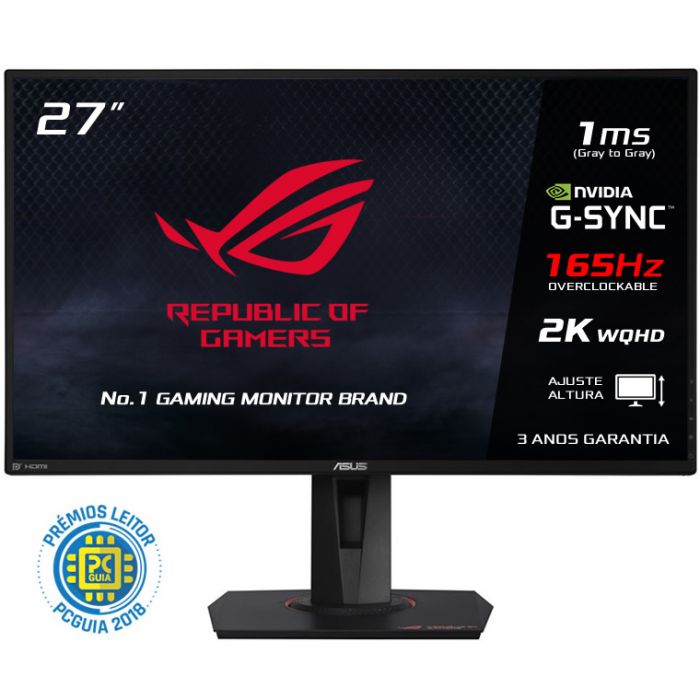 27”
1ms
(Gray to Gray)
NVIDIA
G-SYNC™
165Hz
OVERCLOCKABLE
2K WQHD
AJUSTE
ALTURA
3 ANOS GARANTIA
REPUBLIC OF
GAMERS
No.1 GAMING MONITOR BRAND
HDMI
ASUS
PRÉMIOS LEITOR
PC
GUIA
PCGUIA 2018